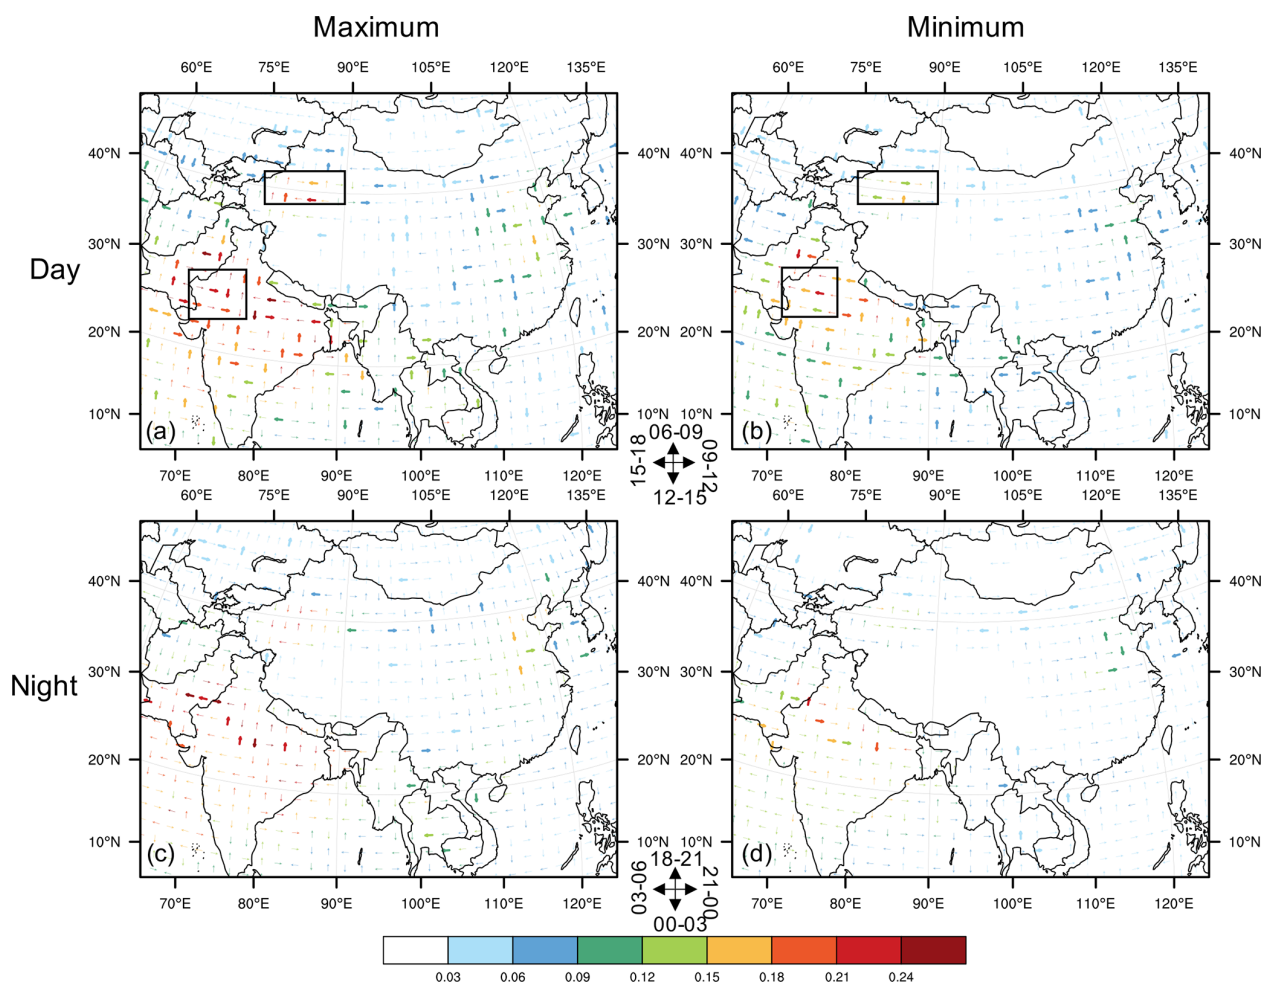 Maximum Minimum
60°E 75°E 90°E 105°E 120°E 135°E 60°E 75°E 90°E 105°E 120°E 135°E
40°N 40°N 40°N 40°N
30°N 30°N 30°N 30°N
Day
20°N 20°N 20°N 20°N
10°N 10°N 10°N 10°N
(a) (b)
06-09
15-18 09-12
12-15
70°E 80°E 90°E 100°E 110°E 120°E 70°E 80°E 90°E 100°E 110°E 120°E
60°E 75°E 90°E 105°E 120°E 135°E 60°E 75°E 90°E 105°E 120°E 135°E
40°N 40°N 40°N 40°N
30°N 30°N 30°N 30°N
Night
20°N 20°N 20°N 20°N
10°N 10°N 10°N 10°N
(c) (d)
18-21
03-06 21-00
00-03
70°E 80°E 90°E 100°E 110°E 120°E 70°E 80°E 90°E 100°E 110°E 120°E
0.03 0.06 0.09 0.12 0.15 0.18 0.21 0.24